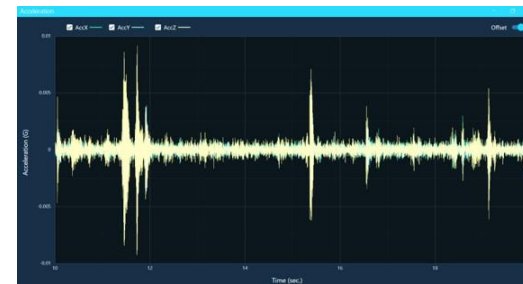 Acceleration
AccX AccY AccZ Offset
0.01
0.005
0
-0.005
-0.01
Acceleration (G)
10 12 14 16 18
Time (sec.)